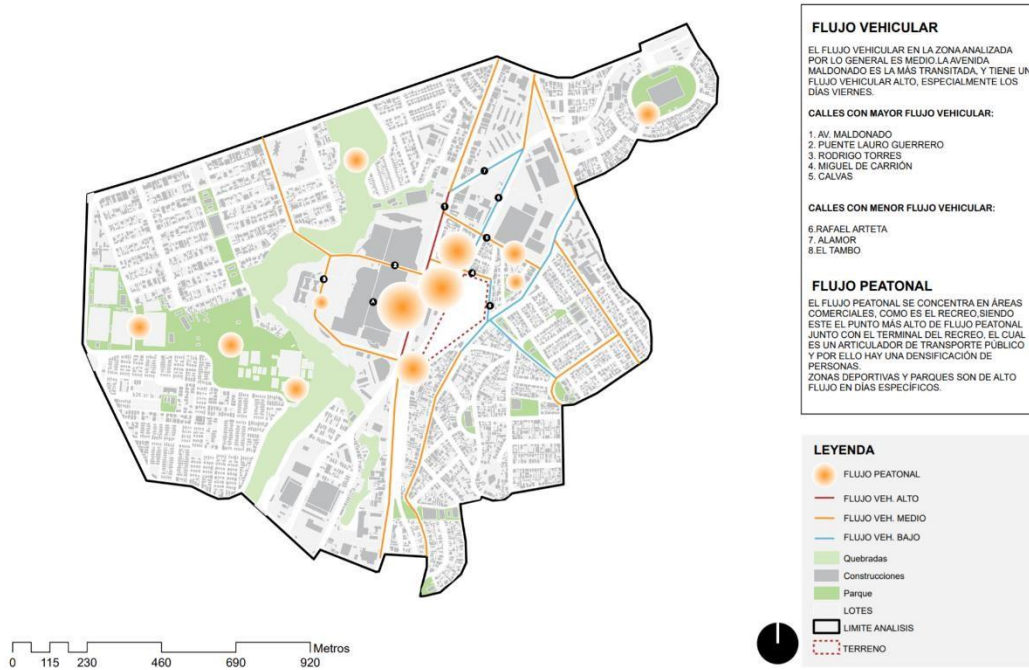 FLUJO VEHICULAR
EL FLUJO VEHICULAR EN LA ZONA ANALIZADA
POR LO GENERAL ES MEDIO.LA AVENIDA
MALDONADO ES LA MÁS TRANSITADA, Y TIENE UN
FLUJO VEHICULAR ALTO, ESPECIALMENTE LOS
DÍAS VIERNES.
CALLES CON MAYOR FLUJO VEHICULAR:
1. AV. MALDONADO
2. PUENTE LAURO GUERRERO
3. RODRIGO TORRES
4. MIGUEL DE CARRIÓN
5. CALVAS
CALLES CON MENOR FLUJO VEHICULAR:
6.RAFAEL ARTETA
7. ALAMOR
8.EL TAMBO
FLUJO PEATONAL
EL FLUJO PEATONAL SE CONCENTRA EN ÁREAS
COMERCIALES, COMO ES EL RECREO,SIENDO
ESTE EL PUNTO MÁS ALTO DE FLUJO PEATONAL
JUNTO CON EL TERMINAL DEL RECREO, EL CUAL
ES UN ARTICULADOR DE TRANSPORTE PÚBLICO
Y POR ELLO HAY UNA DENSIFICACIÓN DE
PERSONAS.
ZONAS DEPORTIVAS Y PARQUES SON DE ALTO
FLUJO EN DÍAS ESPECÍFICOS.
LEYENDA
FLUJO PEATONAL
FLUJO VEH. ALTO
FLUJO VEH. MEDIO
FLUJO VEH. BAJO
Quebradas
Construcciones
Parque
LOTES
LIMITE ANALISIS
TERRENO
Metros
0 115 230 460 690 920
7
1
2
4
A